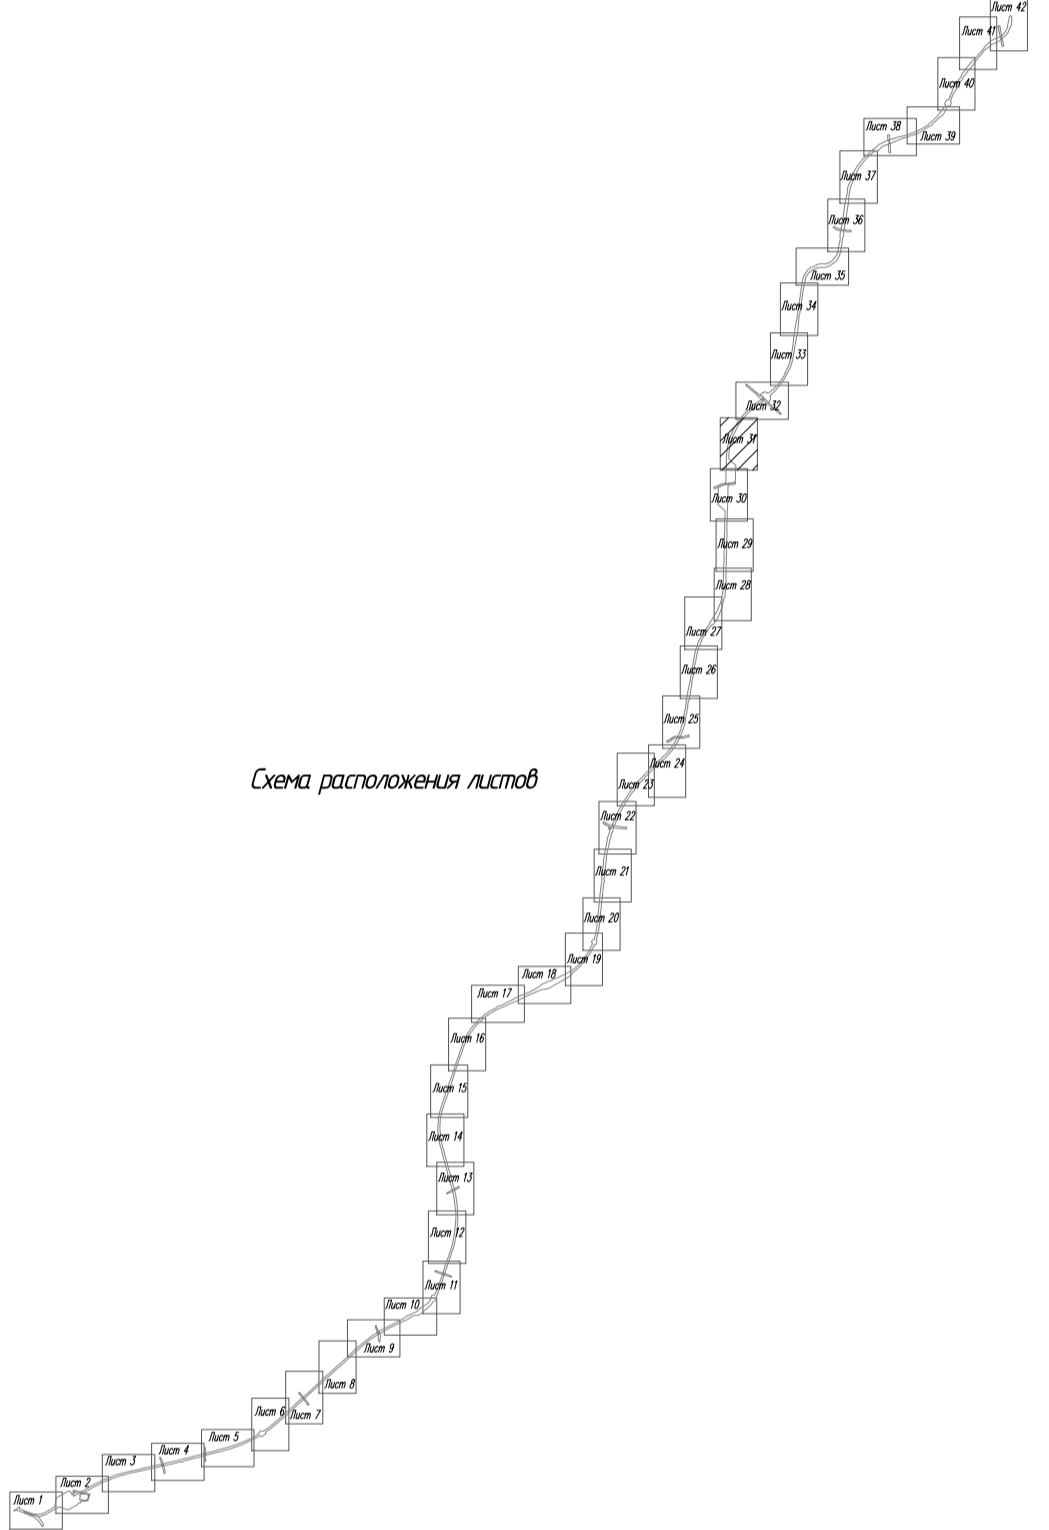 Лист 42
Лист 41
Лист 40
Лист 39
Лист 38
Лист 37
Лист 36
Лист 35
Лист 34
Лист 33
Лист 32
Лист 31
Лист 30
Лист 29
Лист 28
Лист 27
Лист 26
Лист 25
Лист 24
Схема расположения листов
Лист 23
Лист 22
Лист 21
Лист 20
Лист 19
Лист 18
Лист 17
Лист 16
Лист 15
Лист 14
Лист 13
Лист 12
Лист 11
Лист 10
Лист 9
Лист 8
Лист 7
Лист 6
Лист 5
Лист 4
Лист 3
Лист 2
Лист 1